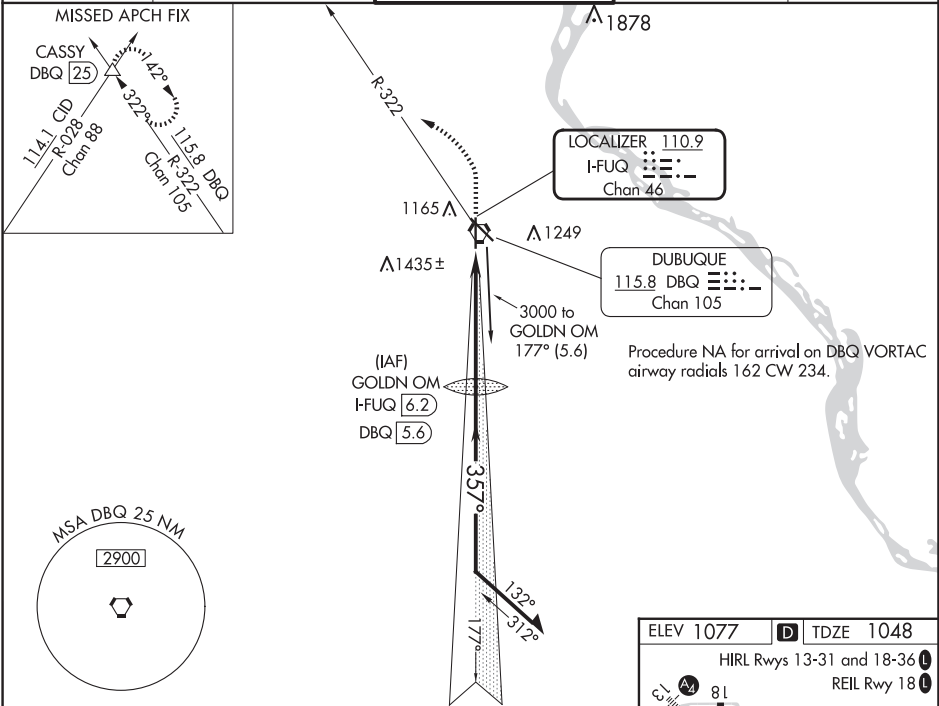 MISSED APCH FIX
CASSY
DBQ 25
142°
322°
114.1 CID
R-028
Chan 88
115.8 DBQ
R-322
Chan 105
R-322
1878
LOCALIZER 110.9
I-FUQ
Chan 46
1165
1249
1435±
DUBUQUE
115.8 DBQ
Chan 105
3000 to
GOLDN OM
177° (5.6)
Procedure NA for arrival on DBQ VORTAC
airway radials 162 CW 234.
(IAF)
GOLDN OM
I-FUQ 6.2
DBQ 5.6
357°
MSA DBQ 25 NM
2900
132°
312°
177°
ELEV 1077 D TDZE 1048
HIRL Rwys 13-31 and 18-36 L
REIL Rwy 18 L
13
A4
18